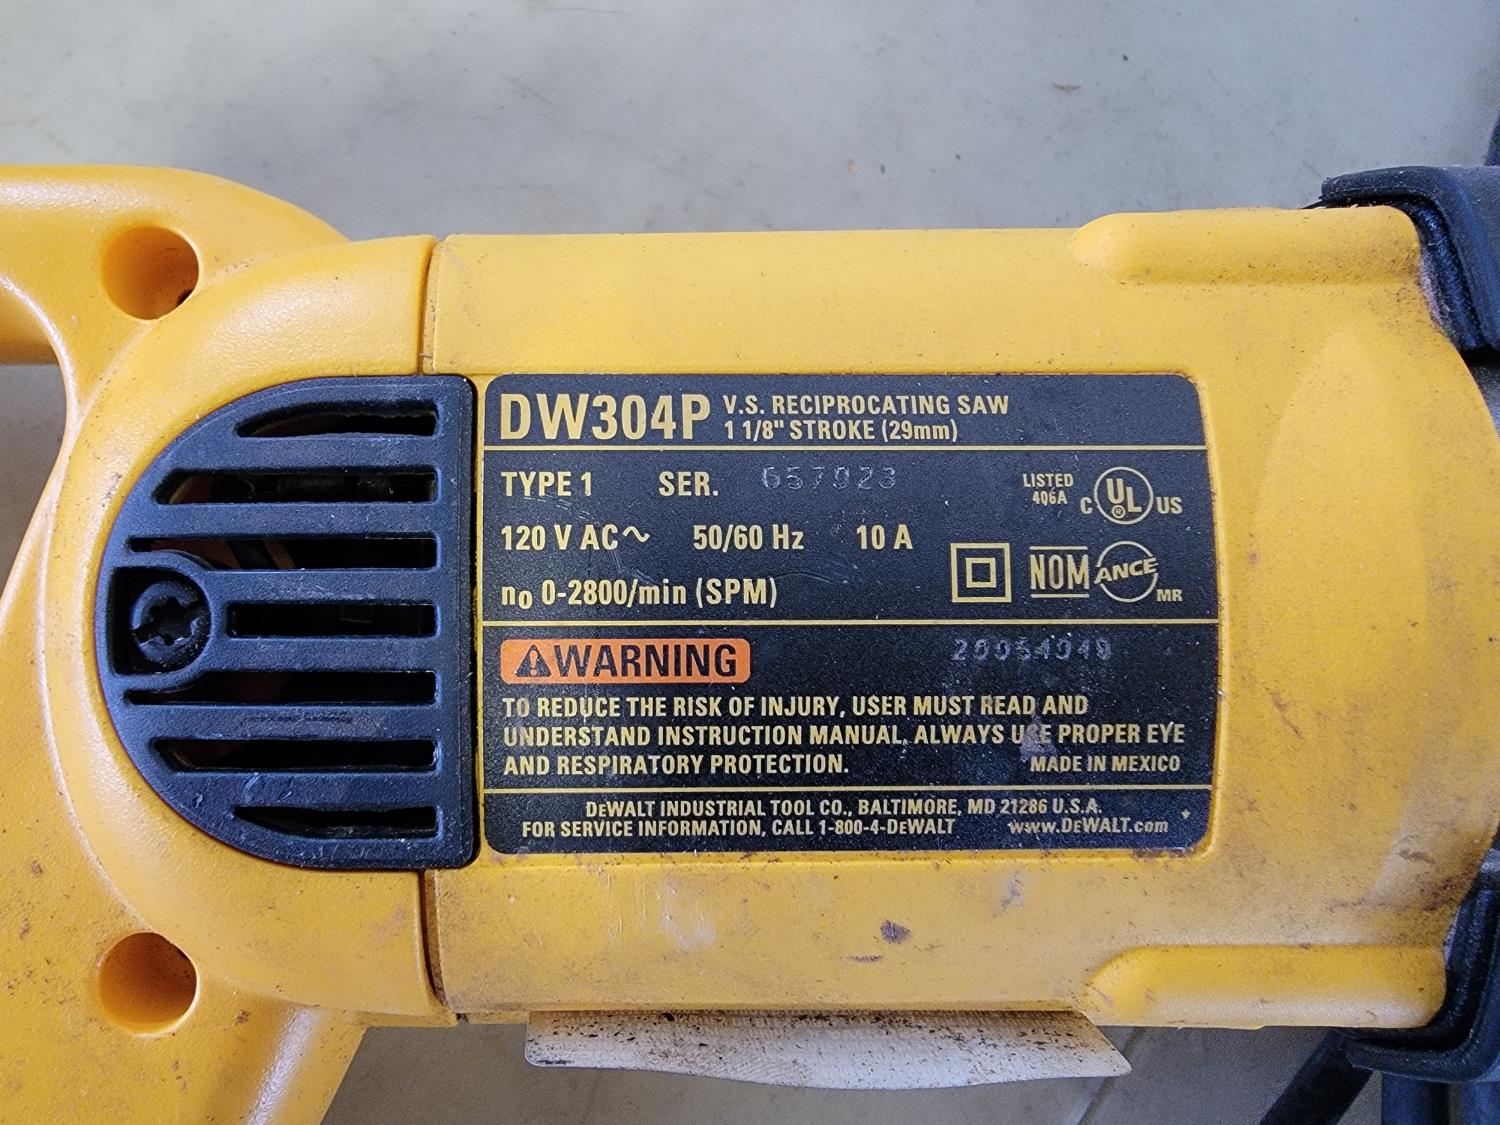 DW304P V.S. RECIPROCATING SAW
1 1/8" STROKE (29mm)
TYPE 1 SER. 657023
LISTED
406A
C UL ® US
120 V AC~ 50/60 Hz 10 A
n₀ 0-2800/min (SPM)
NOM ANCE MR
WARNING
TO REDUCE THE RISK OF INJURY, USER MUST READ AND
UNDERSTAND INSTRUCTION MANUAL. ALWAYS USE PROPER EYE
AND RESPIRATORY PROTECTION. MADE IN MEXICO
DEWALT INDUSTRIAL TOOL CO., BALTIMORE, MD 21286 U.S.A.
FOR SERVICE INFORMATION, CALL 1-800-4-DEWALT www.DEWALT.com